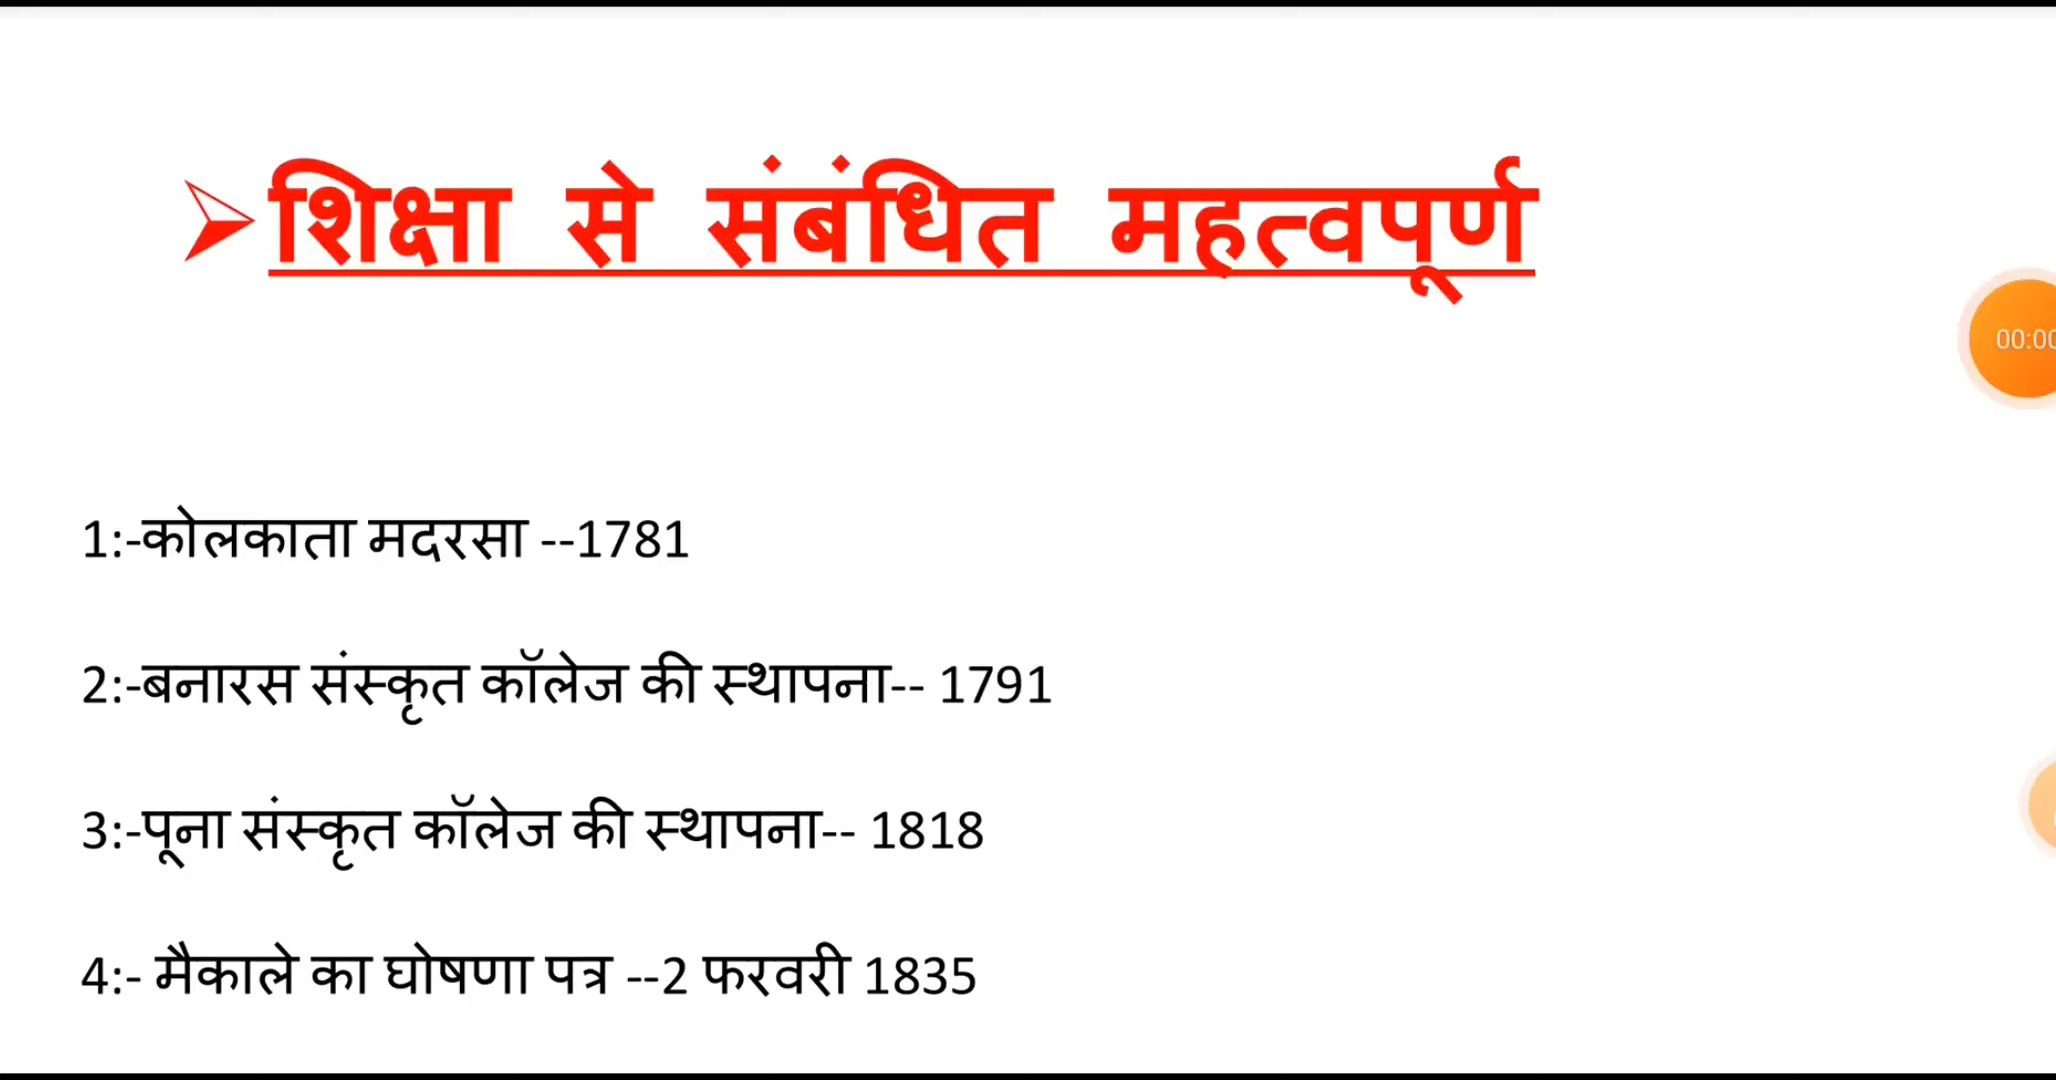 शिक्षा से संबंधित महत्वपूर्ण
00:00
1:-कोलकाता मदरसा --1781
2:-बनारस संस्कृत कॉलेज की स्थापना-- 1791
3:-पूना संस्कृत कॉलेज की स्थापना-- 1818
4:- मैकाले का घोषणा पत्र --2 फरवरी 1835